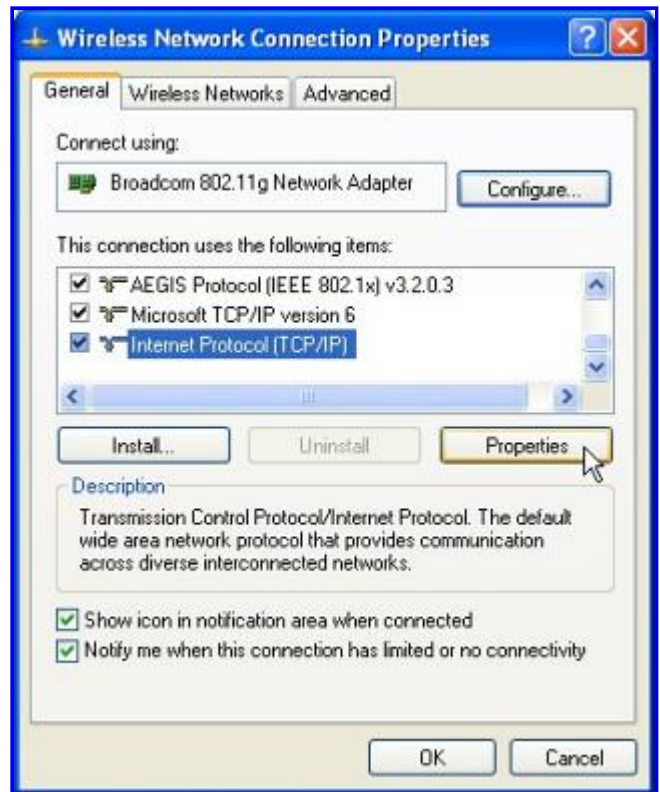 Wireless Network Connection Properties
General Wireless Networks Advanced
Connect using:
Broadcom 802.11g Network Adapter Configure...
This connection uses the following items:
AEGIS Protocol (IEEE 802.1x) v3.2.0.3
Microsoft TCP/IP version 6
Internet Protocol (TCP/IP)
Install... Uninstall Properties
Description
Transmission Control Protocol/Internet Protocol. The default
wide area network protocol that provides communication
across diverse interconnected networks.
Show icon in notification area when connected
Notify me when this connection has limited or no connectivity
OK Cancel